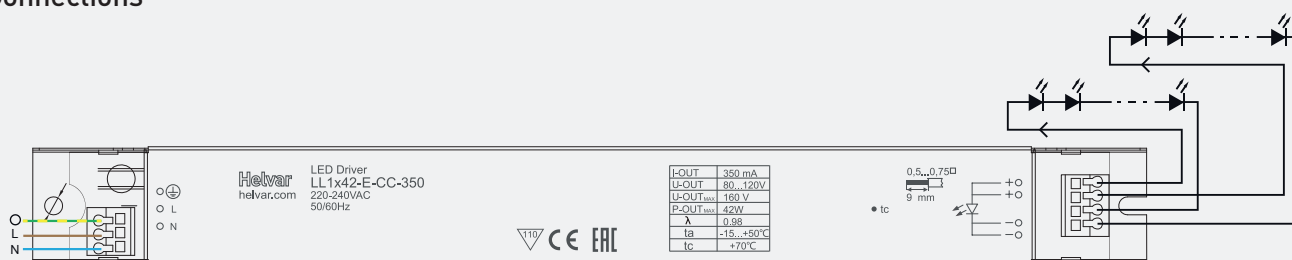 Connections
Helvar
helvar.com
LED Driver
LL1x42-E-CC-350
220-240VAC
50/60Hz
L
N
L
N
110
CE EAC
I-OUT 350 mA
U-OUT 80...120V
U-OUTMAX 160 V
P-OUTMAX 42W
λ 0.98
ta -15...+50°C
tc +70°C
tc
0,5...0,75□
9 mm
+
+
−
−